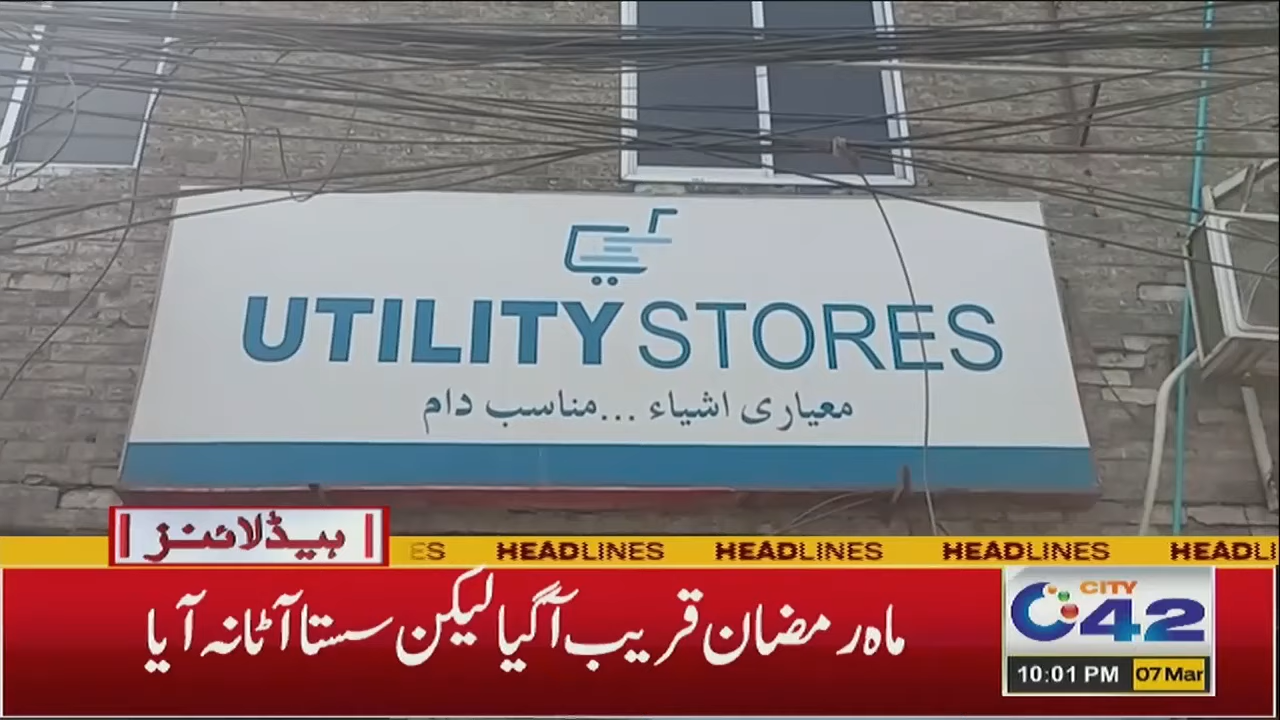 UTILITY STORES
معیاری اشیاء ...مناسب دام
ہیڈلائنز
ES HEADLINES HEADLINES HEADLINES HEADLI
ماہ رمضان قریب آگیا لیکن سستا آٹا نہ آیا
CITY
42
10:01 PM 07 Mar